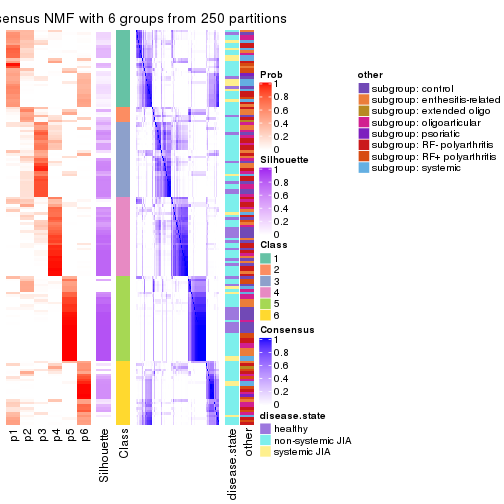 sensus NMF with 6 groups from 250 partitions
Prob
1
0.8
0.6
0.4
0.2
0
Silhouette
1
0.8
0.6
0.4
0.2
0
Class
1
2
3
4
5
6
Consensus
1
0.8
0.6
0.4
0.2
0
disease.state
healthy
non-systemic JIA
systemic JIA
other
subgroup: control
subgroup: enthesitis-related
subgroup: extended oligo
subgroup: oligoarticular
subgroup: psoriatic
subgroup: RF- polyarthritis
subgroup: RF+ polyarthritis
subgroup: systemic
p1
p2
p3
p4
p5
p6
Silhouette
Class
disease.state
other